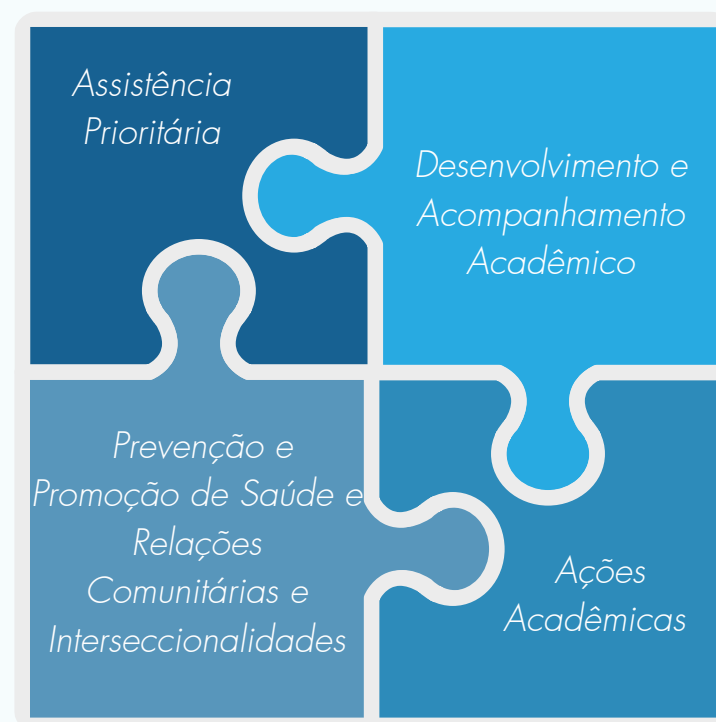 Assistência
Prioritária
Desenvolvimento e
Acompanhamento
Acadêmico
Prevenção e
Promoção de Saúde e
Relações
Comunitárias e
Interseccionalidades
Ações
Acadêmicas